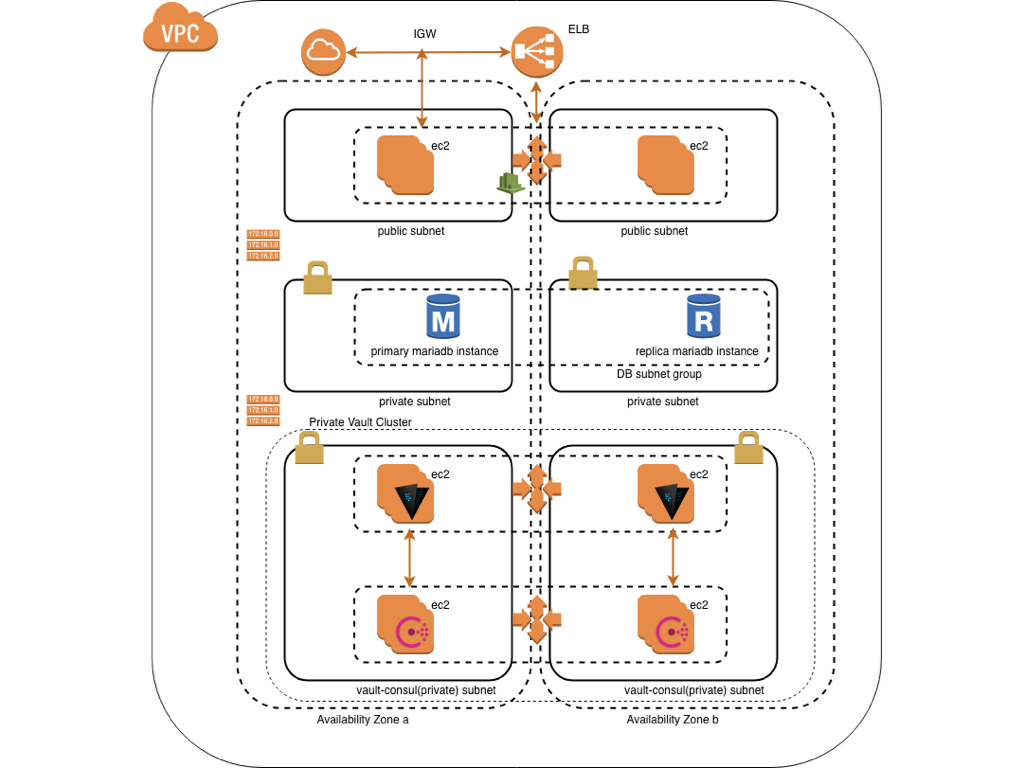 VPC
IGW
ELB
ec2
ec2
public subnet
public subnet
172.16.0.0
172.16.1.0
172.16.2.0
M
R
primary mariadb instance
replica mariadb instance
DB subnet group
private subnet
private subnet
172.16.0.0
172.16.1.0
172.16.2.0
Private Vault Cluster
ec2
ec2
ec2
ec2
vault-consul(private) subnet
vault-consul(private) subnet
Availability Zone a
Availability Zone b